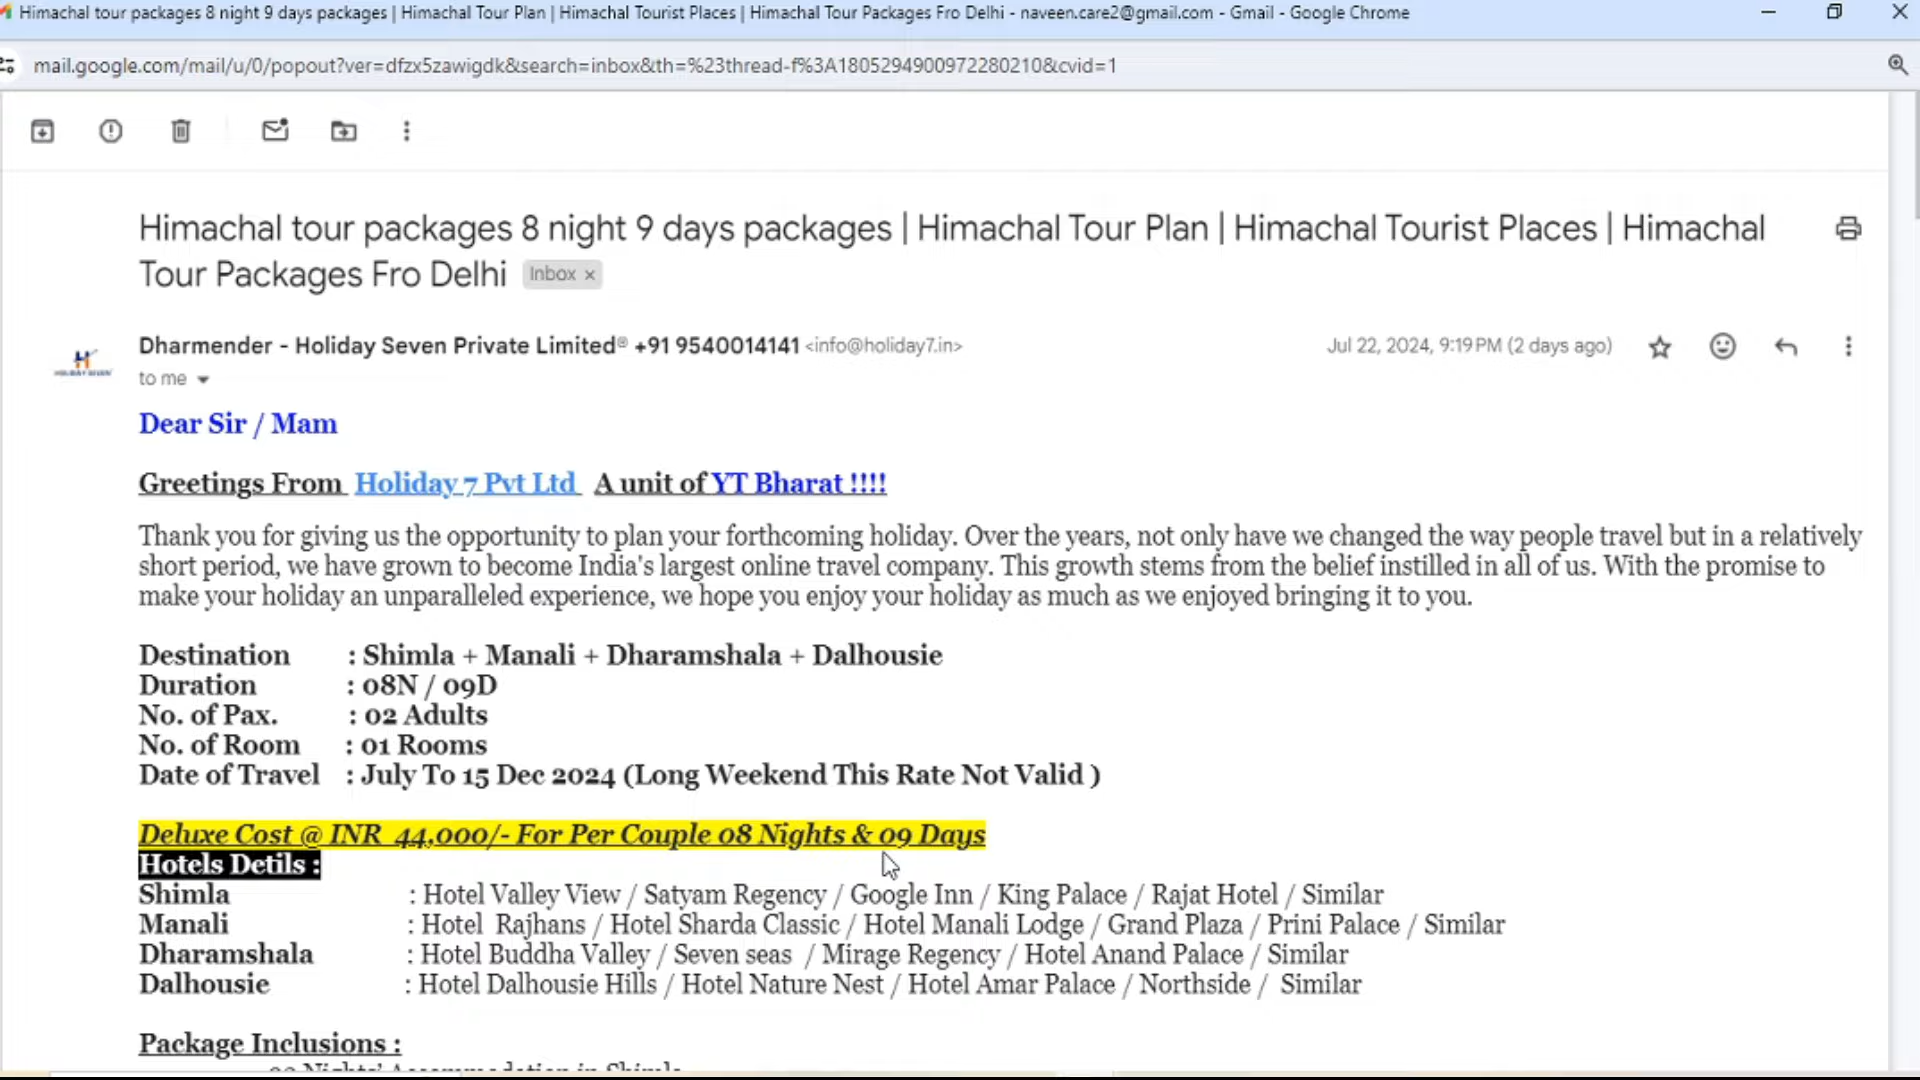 Himachal tour packages 8 night 9 days packages | Himachal Tour Plan | Himachal Tourist Places | Himachal Tour Packages Fro Delhi - naveen.care2@gmail.com - Gmail - Google Chrome
mail.google.com/mail/u/0/popout?ver=dfzx5zawigdk&search=inbox&th=%23thread-f%3A1805294900972280210&cvid=1
Himachal tour packages 8 night 9 days packages | Himachal Tour Plan | Himachal Tourist Places | Himachal
Tour Packages Fro Delhi Inbox ×
Dharmender - Holiday Seven Private Limited® +91 9540014141 <info@holiday7.in>
Jul 22, 2024, 9:19 PM (2 days ago)
HOLIDAY SEVEN
to me
Dear Sir / Mam
Greetings From Holiday 7 Pvt Ltd A unit of YT Bharat !!!!
Thank you for giving us the opportunity to plan your forthcoming holiday. Over the years, not only have we changed the way people travel but in a relatively
short period, we have grown to become India's largest online travel company. This growth stems from the belief instilled in all of us. With the promise to
make your holiday an unparalleled experience, we hope you enjoy your holiday as much as we enjoyed bringing it to you.
Destination : Shimla + Manali + Dharamshala + Dalhousie
Duration : 08N / 09D
No. of Pax. : 02 Adults
No. of Room : 01 Rooms
Date of Travel : July To 15 Dec 2024 (Long Weekend This Rate Not Valid )
Deluxe Cost @ INR 44,000/- For Per Couple 08 Nights & 09 Days
Hotels Detils :
Shimla : Hotel Valley View / Satyam Regency / Google Inn / King Palace / Rajat Hotel / Similar
Manali : Hotel Rajhans / Hotel Sharda Classic / Hotel Manali Lodge / Grand Plaza / Prini Palace / Similar
Dharamshala : Hotel Buddha Valley / Seven seas / Mirage Regency / Hotel Anand Palace / Similar
Dalhousie : Hotel Dalhousie Hills / Hotel Nature Nest / Hotel Amar Palace / Northside / Similar
Package Inclusions :
Nights' Accommodation in Shimla